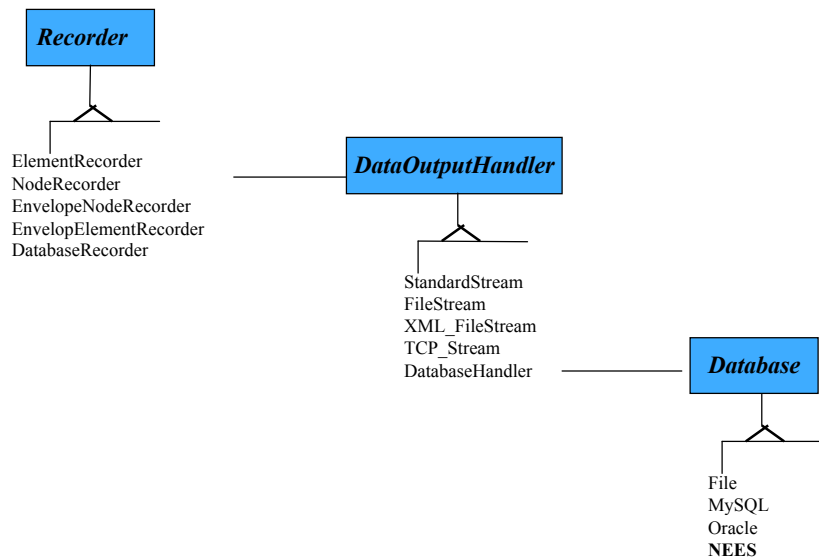 Recorder
ElementRecorder
NodeRecorder
EnvelopeNodeRecorder
EnvelopElementRecorder
DatabaseRecorder
DataOutputHandler
StandardStream
FileStream
XML_FileStream
TCP_Stream
DatabaseHandler
Database
File
MySQL
Oracle
NEES